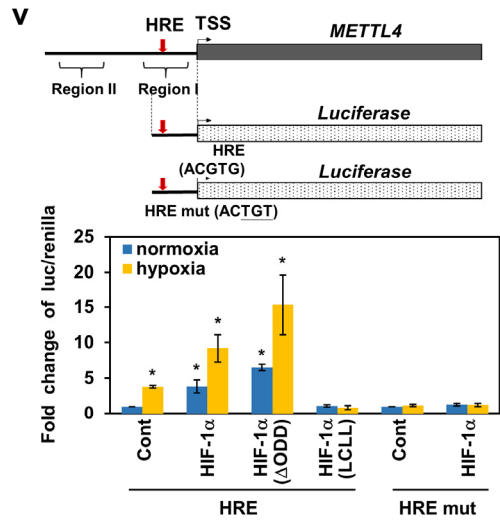 V
HRE TSS METTL4
Region II Region I
Luciferase
HRE
(ACGTG)
Luciferase
HRE mut (ACTGT)
Fold change of luc/renilla
normoxia
hypoxia
25
20
15
10
5
0
* * * * *
Cont
HIF-1α
HIF-1α
(ΔODD)
HIF-1α
(LCLL)
Cont
HIF-1α
HRE HRE mut